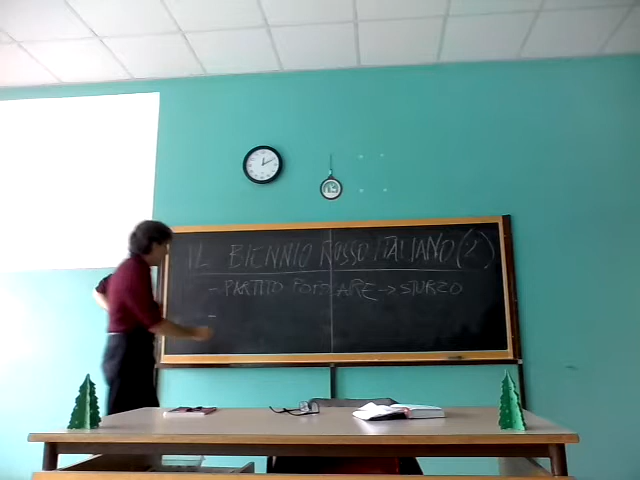 IL BIENNIO ROSSO ITALIANO (2)
- PARTITO POPOLARE → STURZO
-